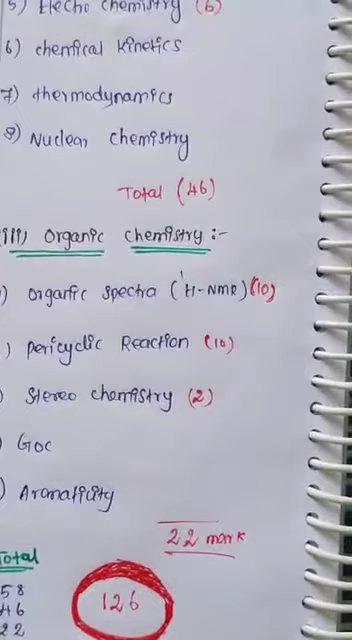 5) Electro chemistry (6)
6) chemical kinetics
7) thermodynamics
8) Nuclear chemistry
Total (46)
(iii) Organic chemistry :-
) Organic spectra (¹H-NMR) (10)
) pericyclic Reaction (10)
) Stereo chemistry (2)
) GOC
) Aromaticity
22 mark
Total
58
46
22
126